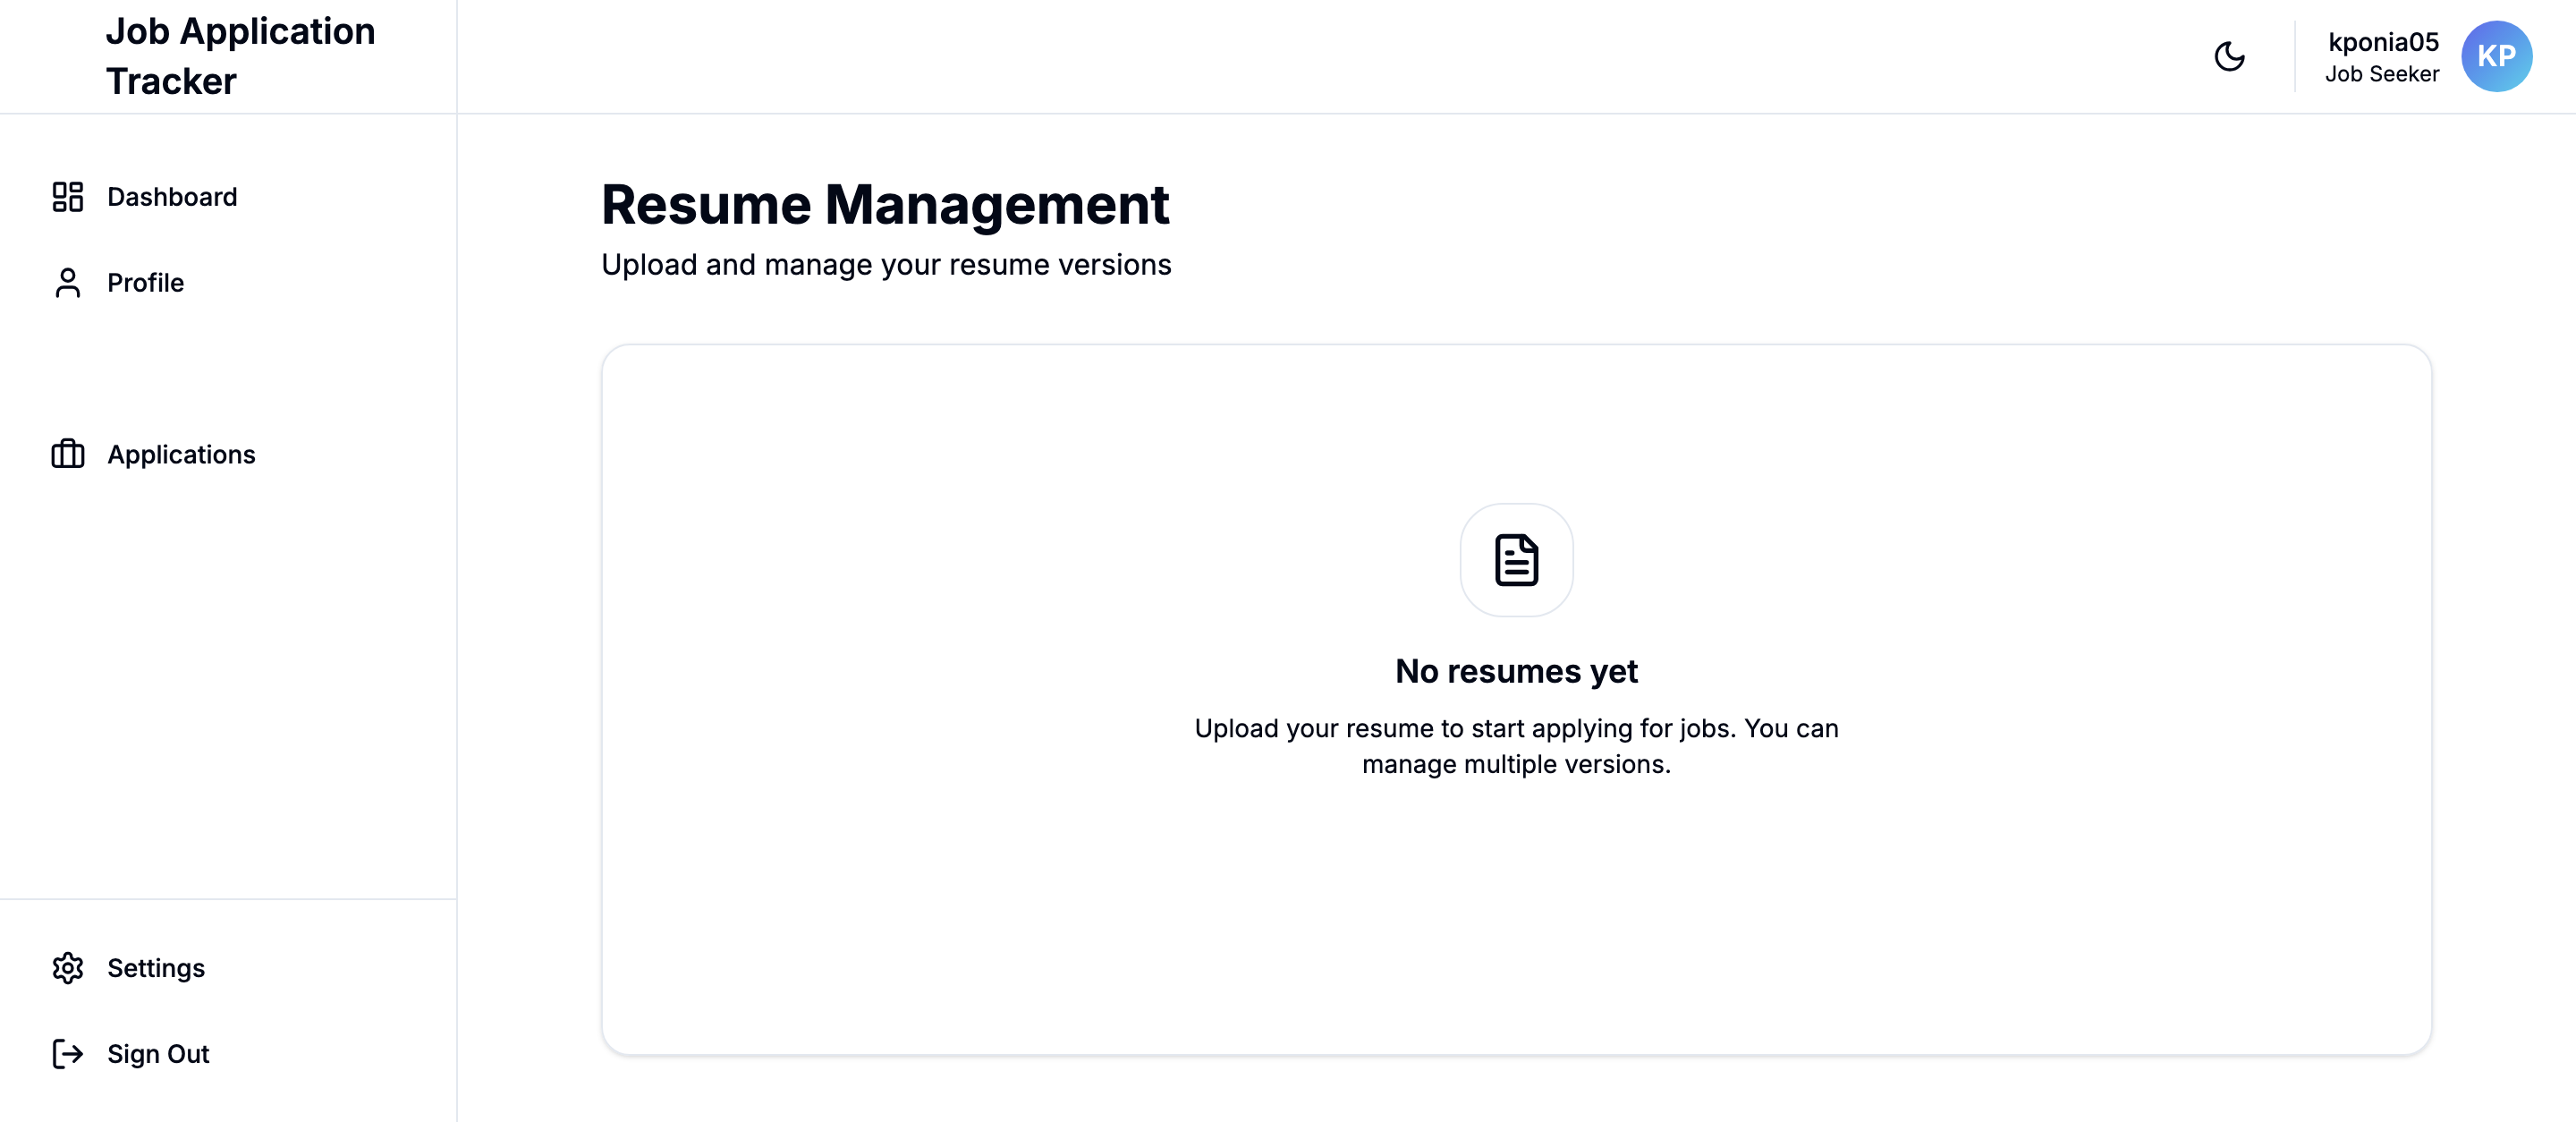 Job Application
Tracker
kponia05
Job Seeker
KP
Dashboard
Profile
Applications
Settings
Sign Out
Resume Management
Upload and manage your resume versions
No resumes yet
Upload your resume to start applying for jobs. You can
manage multiple versions.